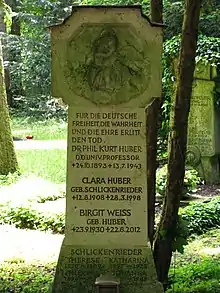 FÜR DIE DEUTSCHE
FREIHEIT, DIE WAHRHEIT
UND DIE EHRE ERLITT
DEN TOD
DR. PHIL. KURT HUBER
O.Ö. UNIV. PROFESSOR
*24.10.1893 +13.7.1943
CLARA HUBER
GEB. SCHLICKENRIEDER
*12.8.1908 +28.3.1998
BIRGIT WEISS
GEB. HUBER
*23.9.1930 +22.6.2012
SCHLICKENRIEDER
THERESE KATHARINA